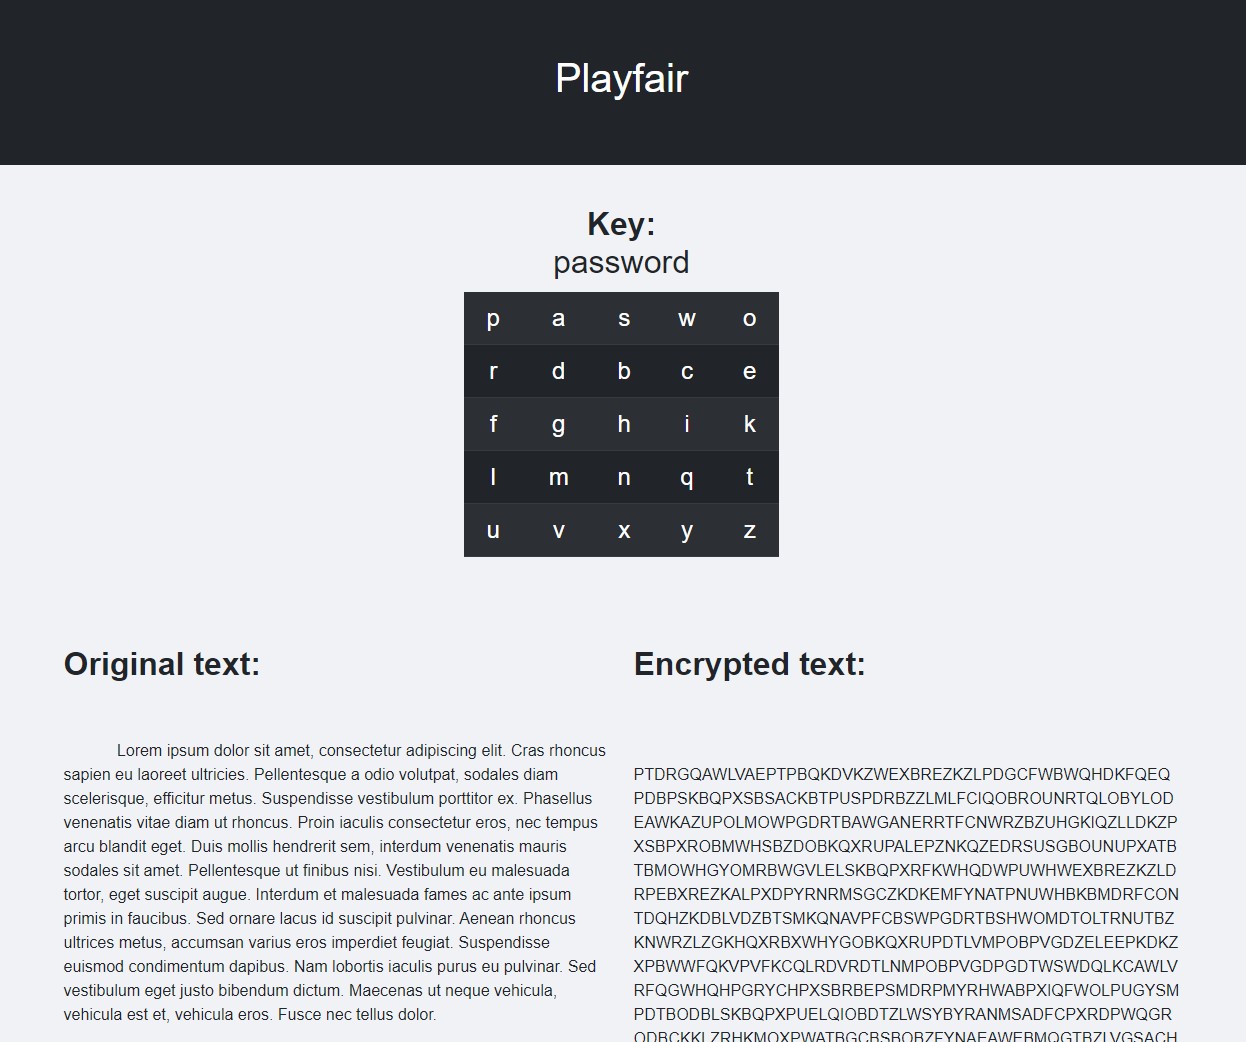 Playfair
Key:
password
p a s w o
r d b c e
f g h i k
l m n q t
u v x y z
Original text:
Lorem ipsum dolor sit amet, consectetur adipiscing elit. Cras rhoncus
sapien eu laoreet ultricies. Pellentesque a odio volutpat, sodales diam
scelerisque, efficitur metus. Suspendisse vestibulum porttitor ex. Phasellus
venenatis vitae diam ut rhoncus. Proin iaculis consectetur eros, nec tempus
arcu blandit eget. Duis mollis hendrerit sem, interdum venenatis mauris
sodales sit amet. Pellentesque ut finibus nisi. Vestibulum eu malesuada
tortor, eget suscipit augue. Interdum et malesuada fames ac ante ipsum
primis in faucibus. Sed ornare lacus id suscipit pulvinar. Aenean rhoncus
ultrices metus, accumsan varius eros imperdiet feugiat. Suspendisse
euismod condimentum dapibus. Nam lobortis iaculis purus eu pulvinar. Sed
vestibulum eget justo bibendum dictum. Maecenas ut neque vehicula,
vehicula est et, vehicula eros. Fusce nec tellus dolor.
Encrypted text:
PTDRGQAWLVAEPTPBQKDVKZWEXBREZKZLPDGCFWBWQHDKFQEQ
PDBPSKBQPXSBSACKBTPUSPDRBZZLMLFCIQOBROUNRTQLOBYLOD
EAWKAZUPOLMOWPGDRTBAWGANERRTFCNWRZBZUHGKIQZLLDKZP
XSBPXROBMWHSBZDOBKQXRUPALEPZNKQZEDRSUSGBOUNUPXATB
TBMOWHGYOMRBWGVLELSKBQPXRFKWHQDWPUWHWEXBREZKZLD
RPEBXREZKALPXDPYRNRMSGCZKDKEMFYNATPNUWHBKBMDRFCON
TDQHZKDBLVDZBTSMKQNAVPFCBSWPGDRTBSHWOMDTOLTRNUTBZ
KNWRZLZGKHQXRBXWHYGOBKQXRUPDTLVMPOBPVGDZELEEPKDKZ
XPBWWFQKVPVFKCQLRDVRDTLNMPOBPVGDPGDTWSWDQLKCAWLV
RFQGWHQHPGRYCHPXSBRBEPSMDRPMYRHWABPXIQFWOLPUGYSM
PDTBODBLSKBQPXPUELQIOBDTZLWSYBYRANMSADFCPXRDPWQGR
ODBCKKLZRHKMOXPWATBGCBSBOBZFYNAEAWEBMOGTBZLVGSACH